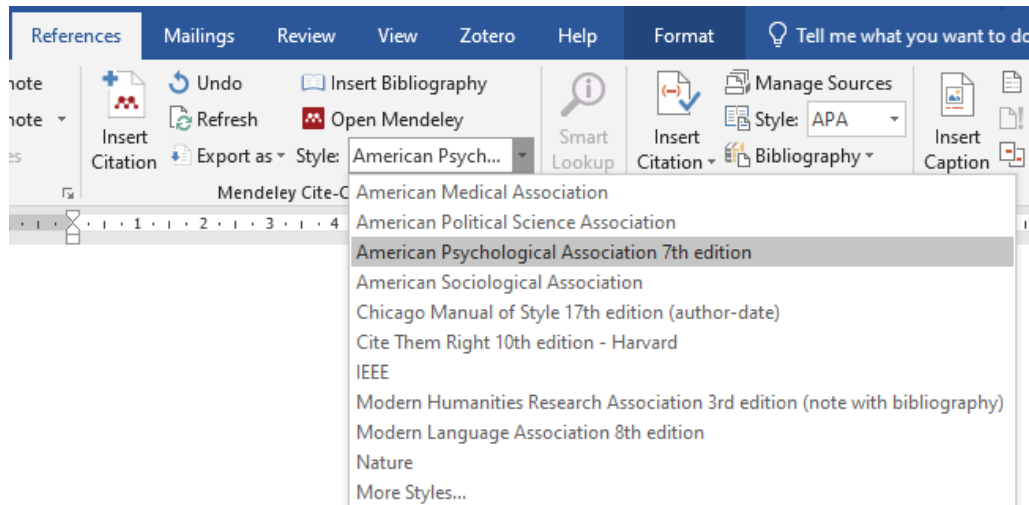 References Mailings Review View Zotero Help Format Tell me what you want to do
Undo Insert Bibliography Manage Sources
Refresh Open Mendeley Style: APA
Insert Citation Export as Style: American Psych... Smart Lookup Insert Citation Bibliography Insert Caption
Mendeley Cite-
1 2 3 4
American Medical Association
American Political Science Association
American Psychological Association 7th edition
American Sociological Association
Chicago Manual of Style 17th edition (author-date)
Cite Them Right 10th edition - Harvard
IEEE
Modern Humanities Research Association 3rd edition (note with bibliography)
Modern Language Association 8th edition
Nature
More Styles...